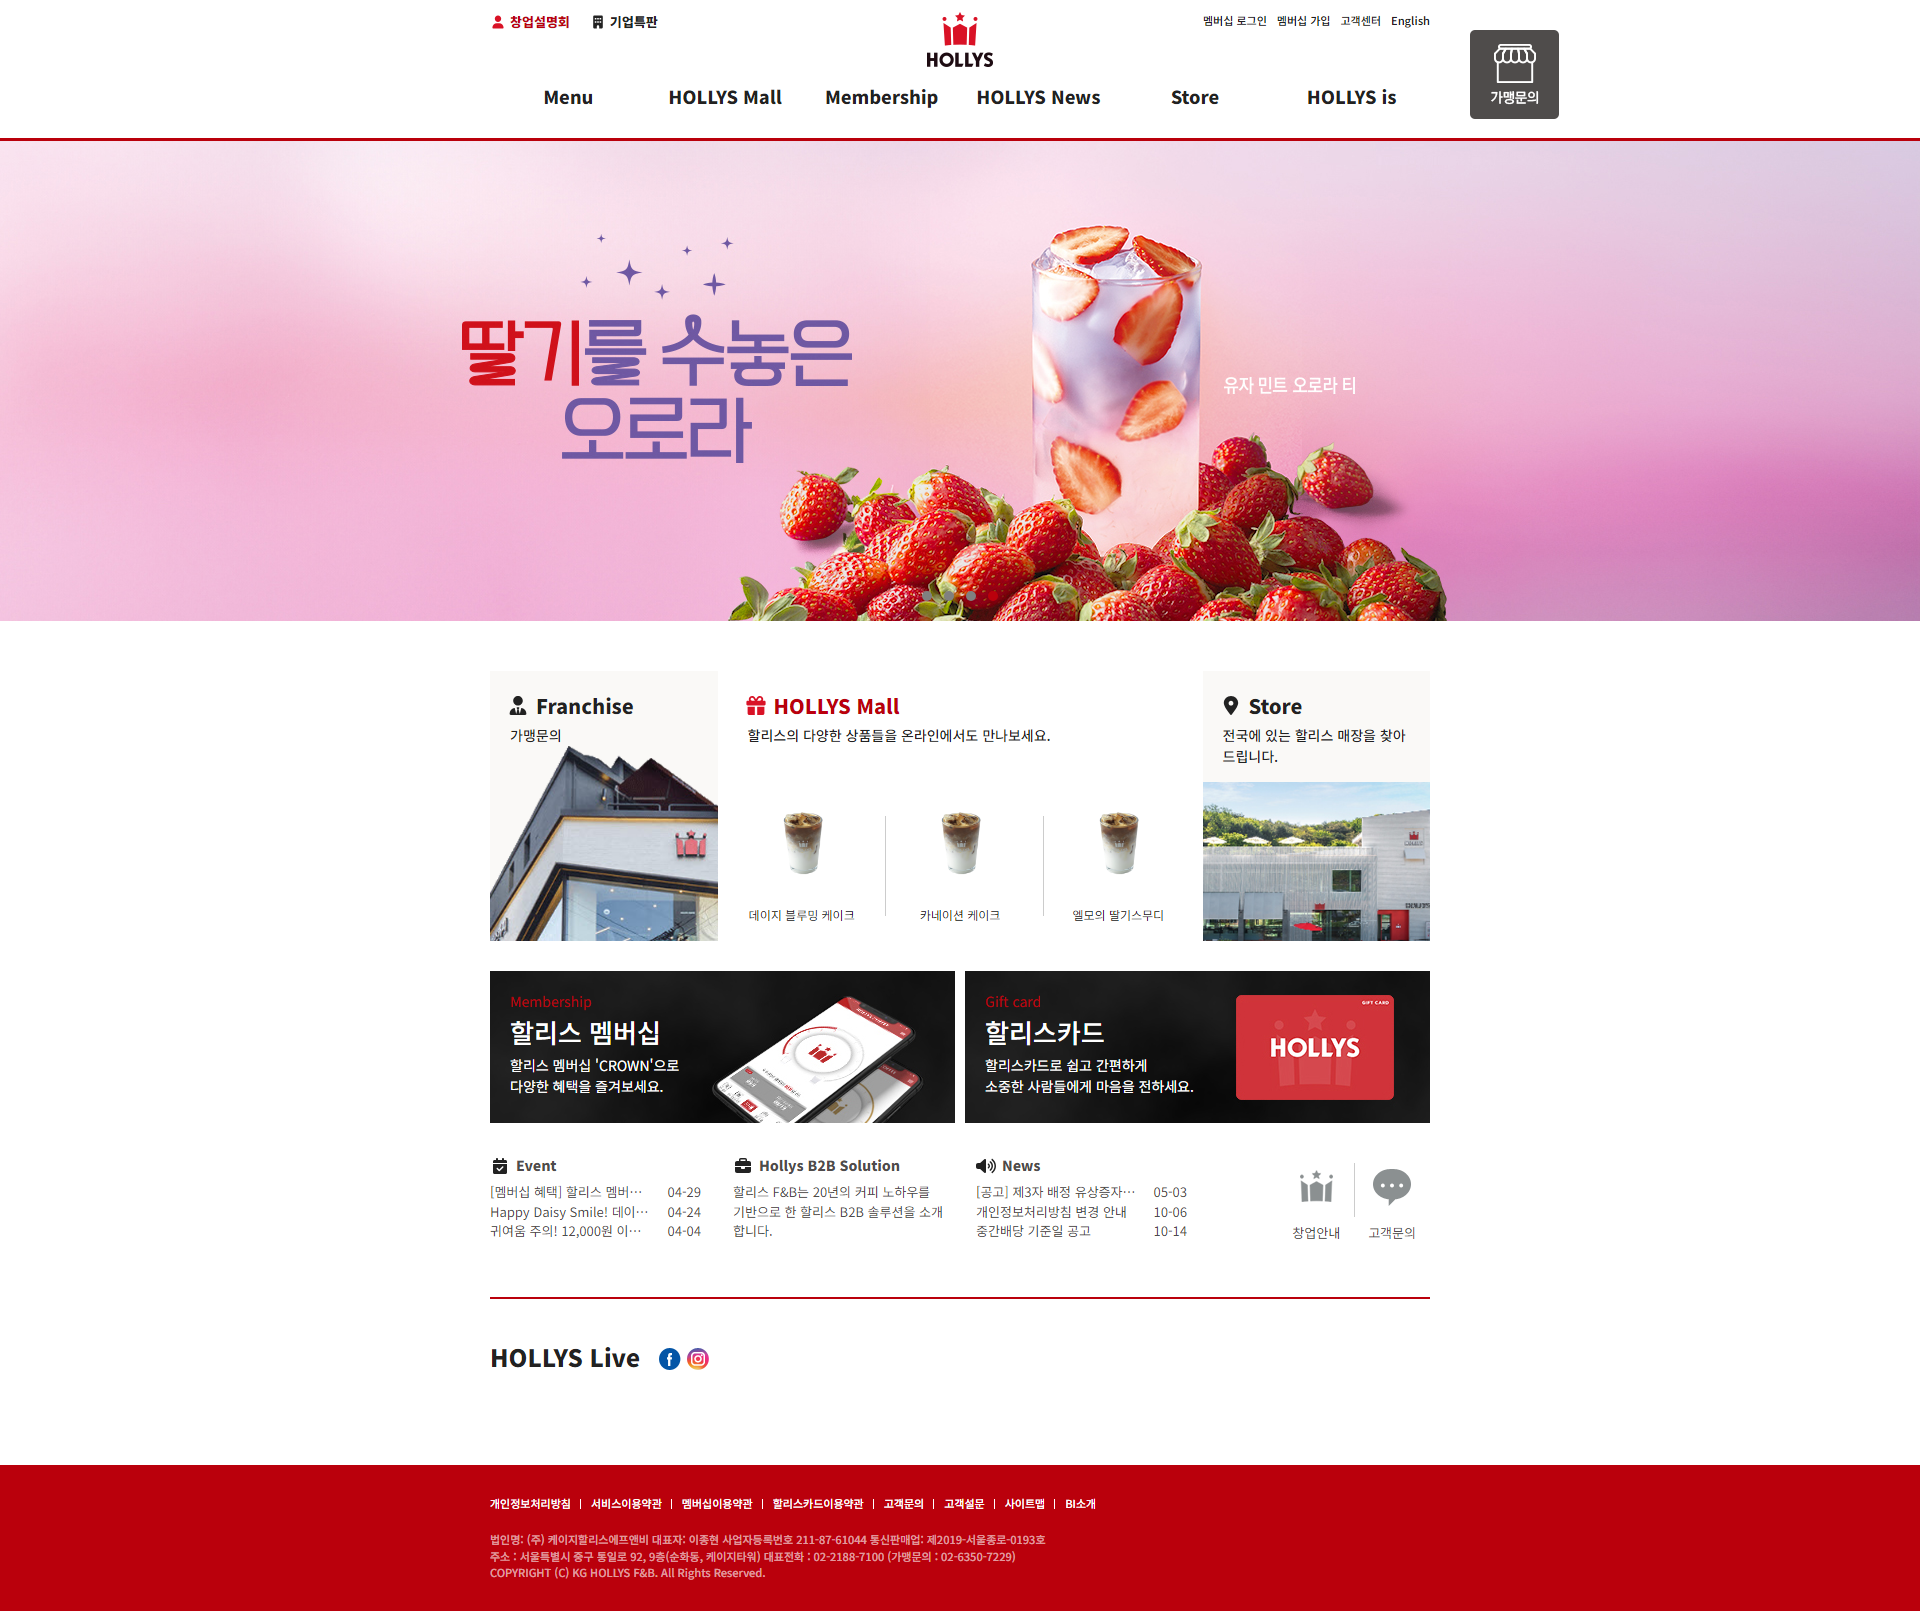 창업설명회 기업특판
HOLLYS
멤버십 로그인 멤버십 가입 고객센터 English
가맹문의
Menu HOLLYS Mall Membership HOLLYS News Store HOLLYS is
딸기를 수놓은
오로라
유자 민트 오로라 티
Franchise
가맹문의
HOLLYS Mall
할리스의 다양한 상품들을 온라인에서도 만나보세요.
데이지 블루밍 케이크
카네이션 케이크
엘모의 딸기스무디
Store
전국에 있는 할리스 매장을 찾아
드립니다.
Membership
할리스 멤버십
할리스 멤버십 'CROWN'으로
다양한 혜택을 즐겨보세요.
Gift card
할리스카드
할리스카드로 쉽고 간편하게
소중한 사람들에게 마음을 전하세요.
GIFT CARD
HOLLYS
Event
[멤버십 혜택] 할리스 멤버… 04-29
Happy Daisy Smile! 데이… 04-24
귀여움 주의! 12,000원 이… 04-04
Hollys B2B Solution
할리스 F&B는 20년의 커피 노하우를
기반으로 한 할리스 B2B 솔루션을 소개
합니다.
News
[공고] 제3자 배정 유상증자… 05-03
개인정보처리방침 변경 안내 10-06
중간배당 기준일 공고 10-14
창업안내
고객문의
HOLLYS Live
개인정보처리방침 | 서비스이용약관 | 멤버십이용약관 | 할리스카드이용약관 | 고객문의 | 고객설문 | 사이트맵 | BI소개
법인명: (주) 케이지할리스에프앤비 대표자: 이종현 사업자등록번호 211-87-61044 통신판매업: 제2019-서울종로-0193호
주소 : 서울특별시 중구 통일로 92, 9층(순화동, 케이지타워) 대표전화 : 02-2188-7100 (가맹문의 : 02-6350-7229)
COPYRIGHT (C) KG HOLLYS F&B. All Rights Reserved.